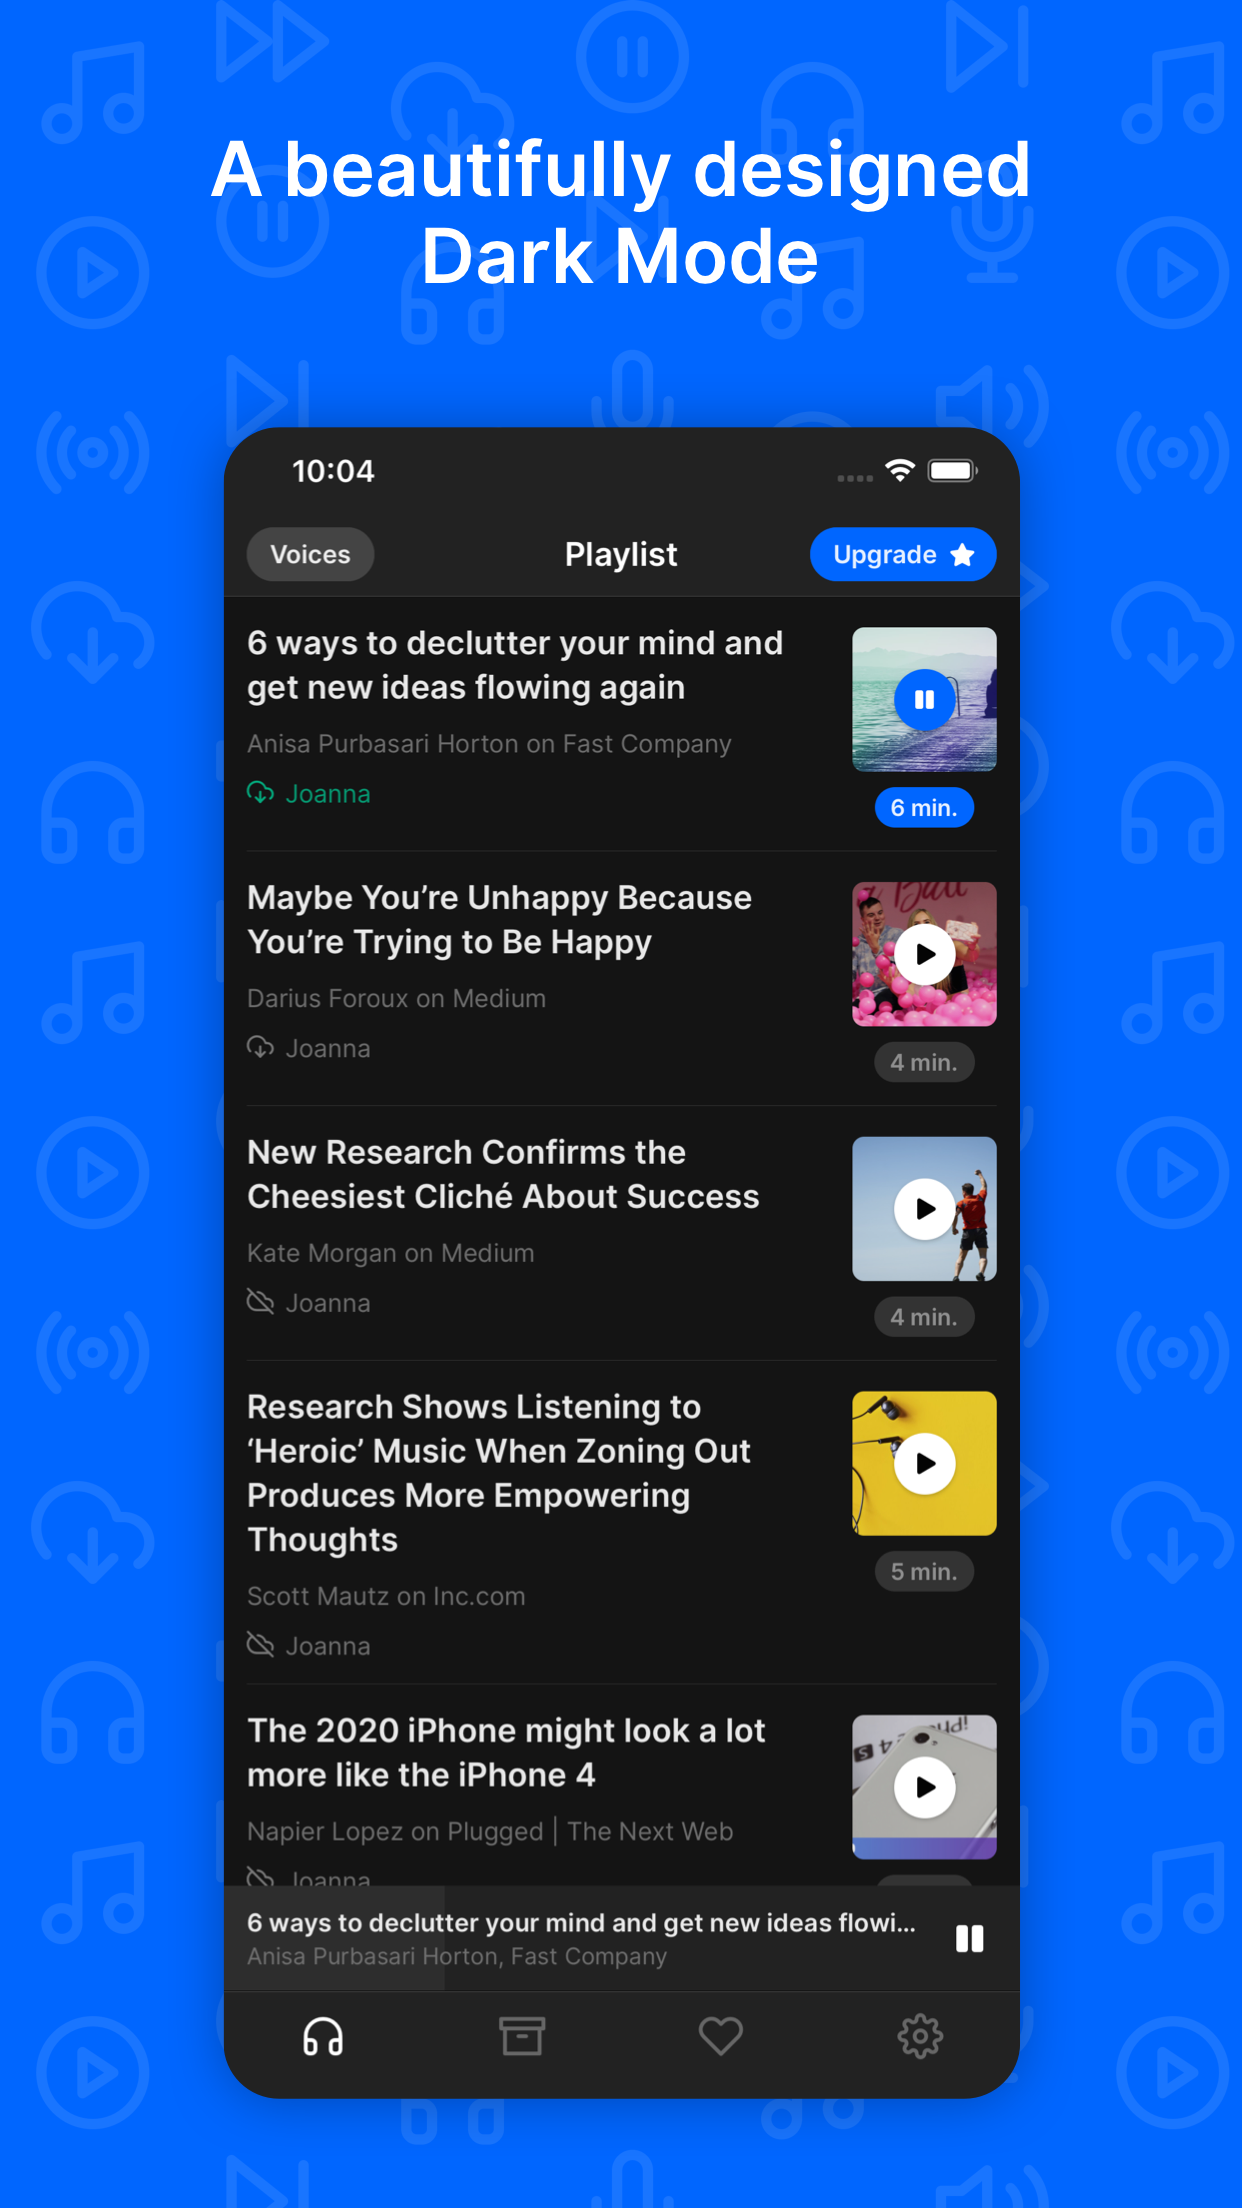 A beautifully designed
Dark Mode
10:04
Voices
Playlist
Upgrade
6 ways to declutter your mind and
get new ideas flowing again
Anisa Purbasari Horton on Fast Company
Joanna
6 min.
Maybe You’re Unhappy Because
You’re Trying to Be Happy
Darius Foroux on Medium
Joanna
4 min.
New Research Confirms the
Cheesiest Cliché About Success
Kate Morgan on Medium
Joanna
4 min.
Research Shows Listening to
‘Heroic’ Music When Zoning Out
Produces More Empowering
Thoughts
Scott Mautz on Inc.com
Joanna
5 min.
The 2020 iPhone might look a lot
more like the iPhone 4
Napier Lopez on Plugged | The Next Web
Joanna
6 ways to declutter your mind and get new ideas flowi...
Anisa Purbasari Horton, Fast Company